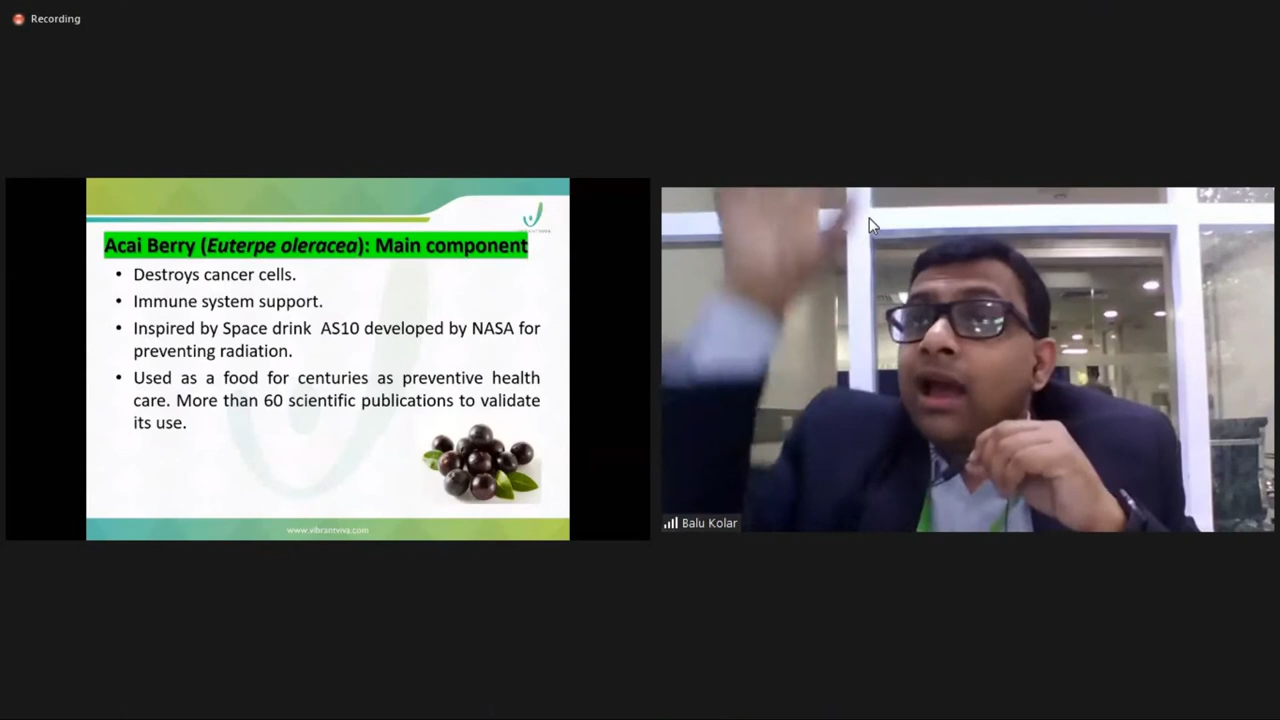 Recording
Acai Berry (Euterpe oleracea): Main component
• Destroys cancer cells.
• Immune system support.
• Inspired by Space drink AS10 developed by NASA for
preventing radiation.
• Used as a food for centuries as preventive health
care. More than 60 scientific publications to validate
its use.
www.vibrantviva.com
Balu Kolar